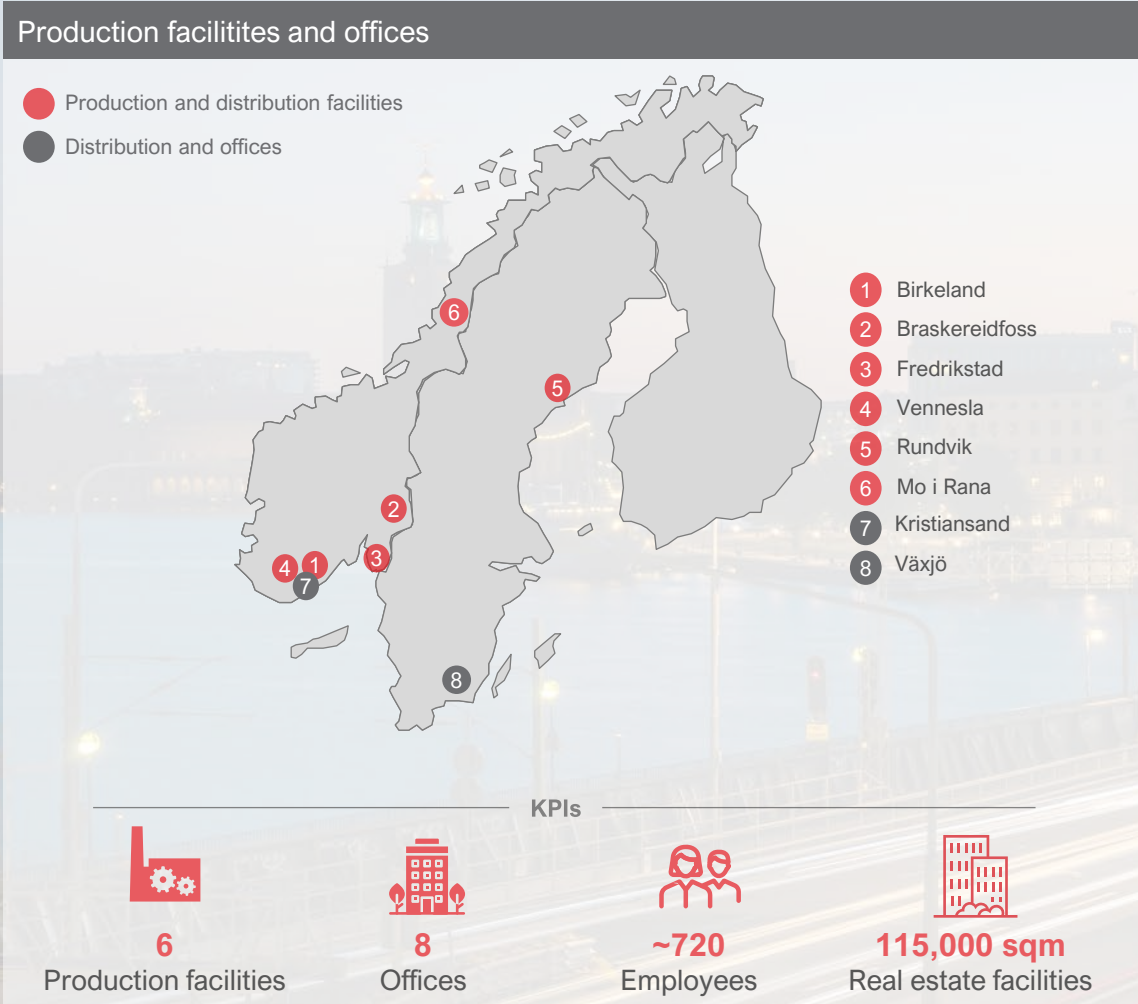 Production facilitites and offices
Production and distribution facilities
Distribution and offices
6
5
2
3
4
1
7
8
1 Birkeland
2 Braskereidfoss
3 Fredrikstad
4 Vennesla
5 Rundvik
6 Mo i Rana
7 Kristiansand
8 Växjö
KPIs
6
Production facilities
8
Offices
~720
Employees
115,000 sqm
Real estate facilities